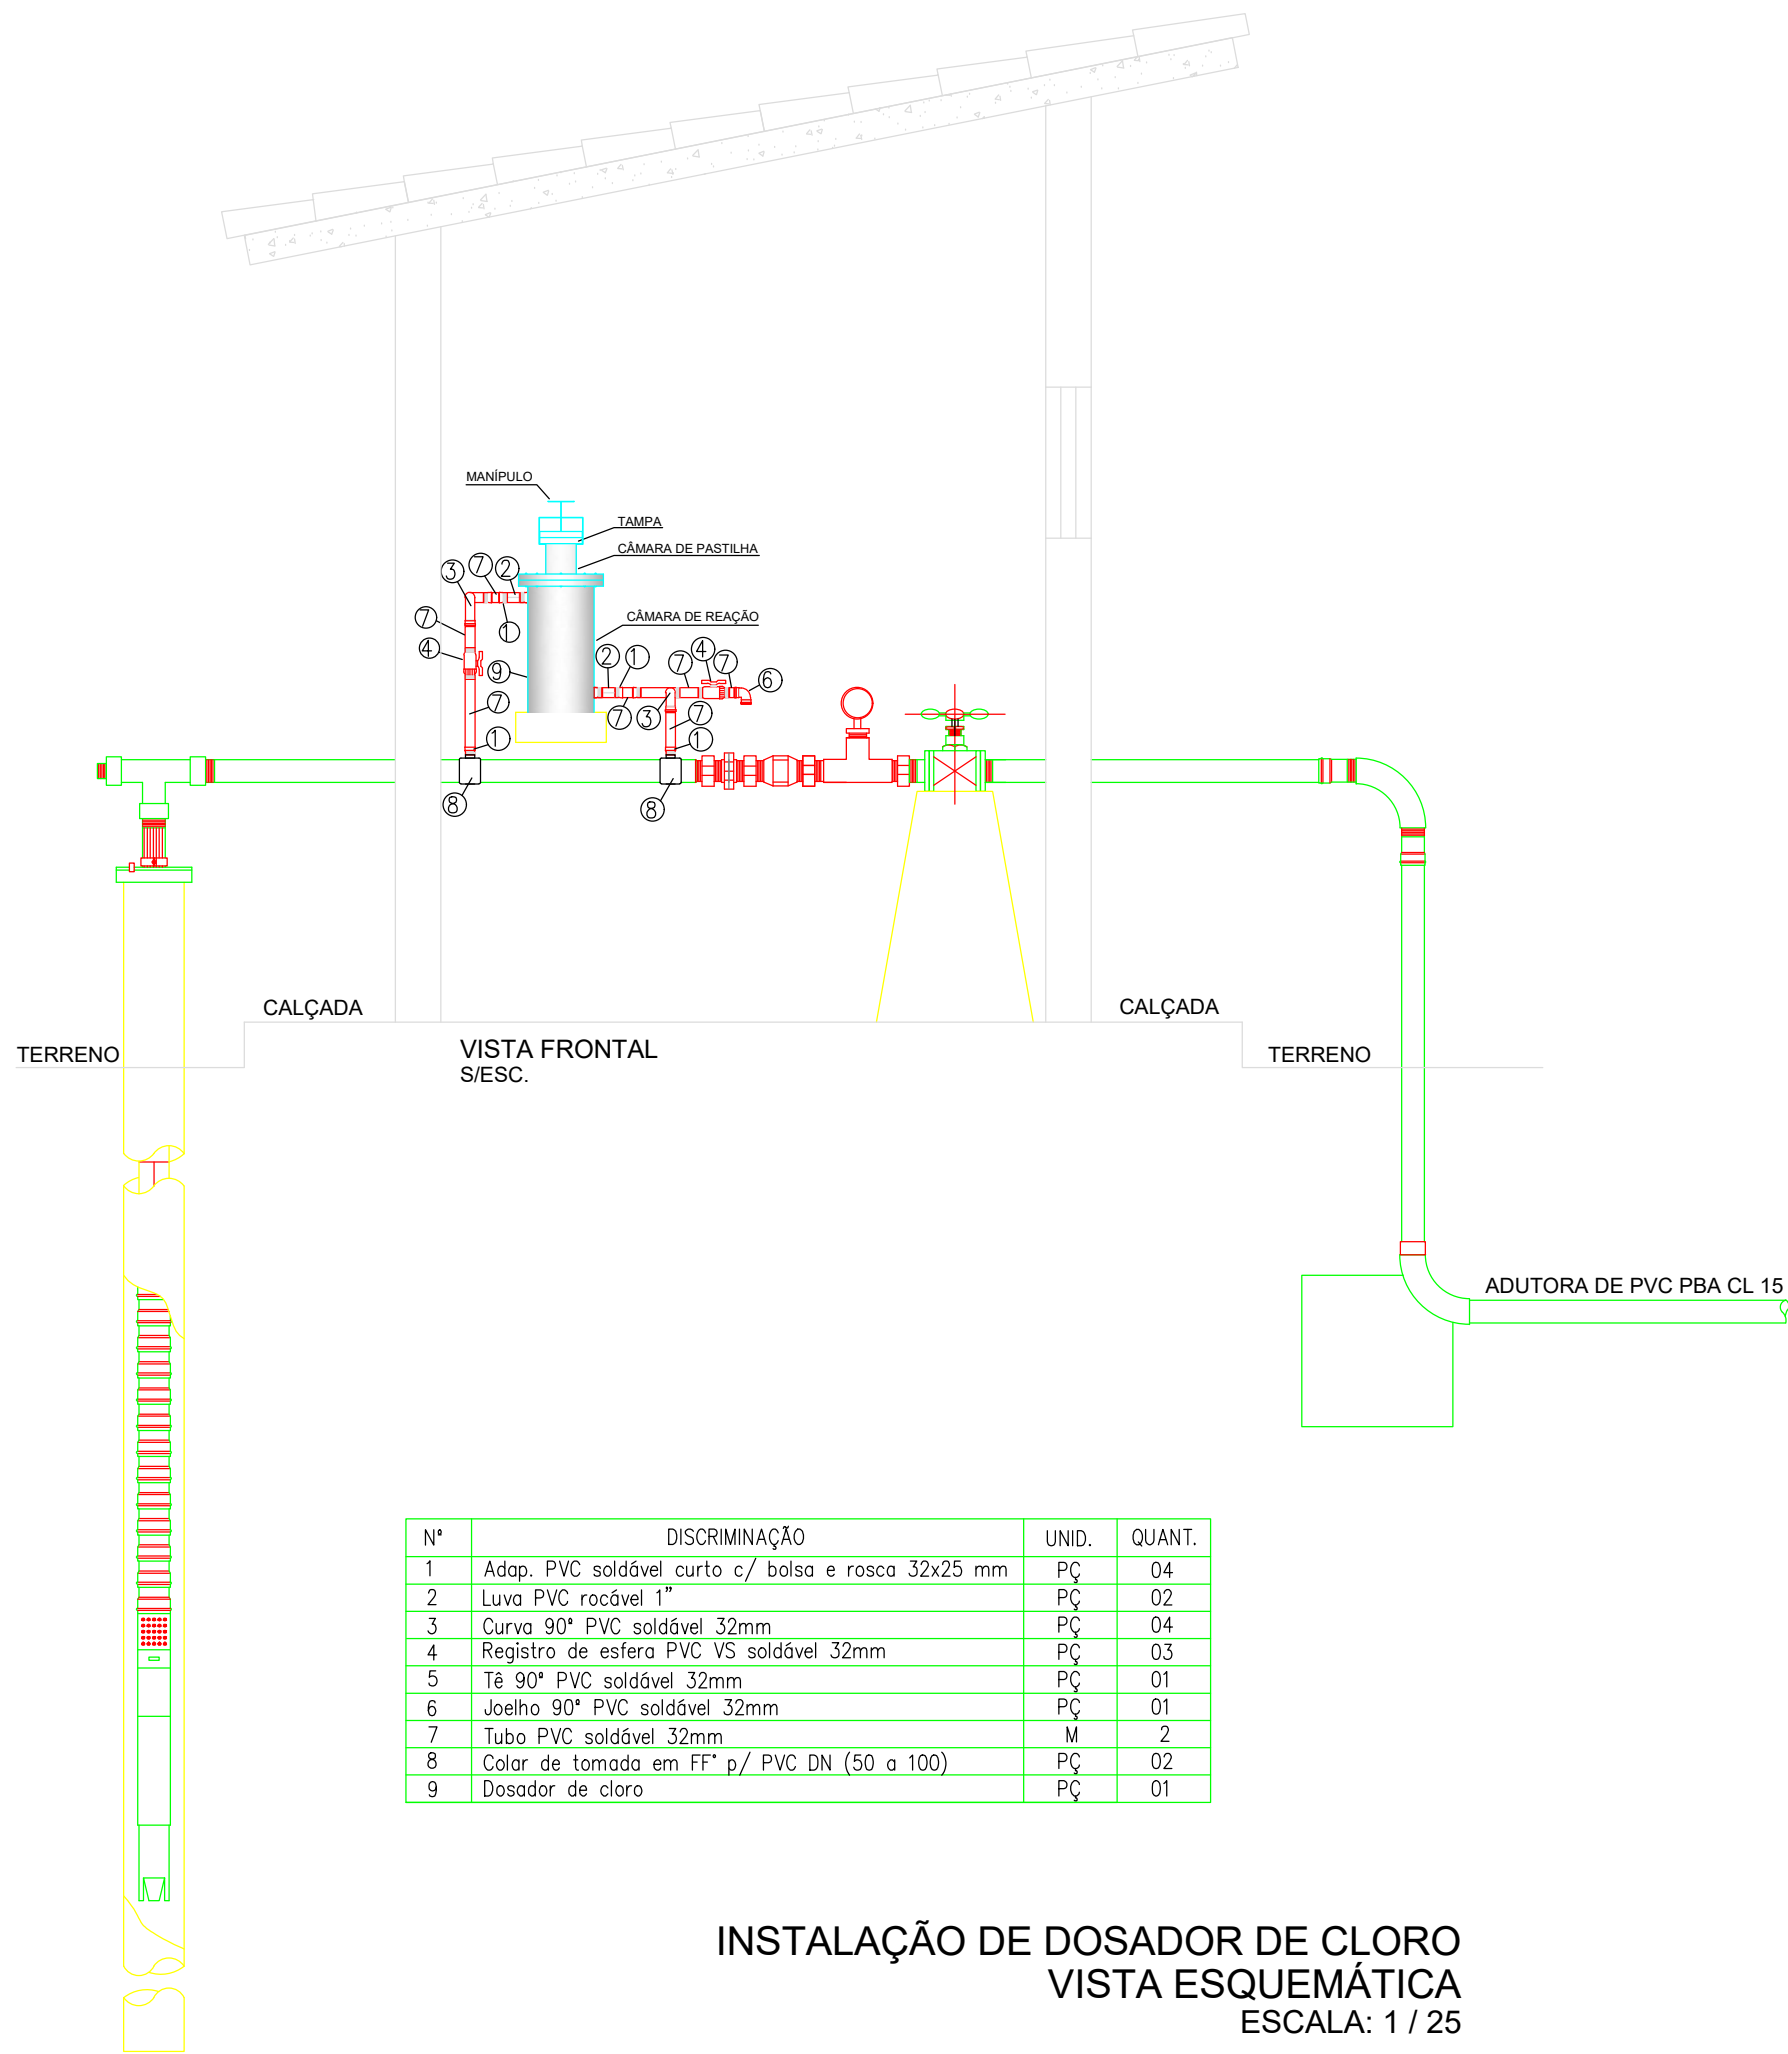 MANÍPULO
TAMPA
CÂMARA DE PASTILHA
3 7 2
7 1
CÂMARA DE REAÇÃO
4
9 2 1 7 4 7 6
7 7 3 7
1 1
8 8
CALÇADA
CALÇADA
TERRENO
VISTA FRONTAL
S/ESC.
TERRENO
ADUTORA DE PVC PBA CL 15
Nº DISCRIMINAÇÃO UNID. QUANT.
1 Adap. PVC soldável curto c/ bolsa e rosca 32x25 mm PÇ 04
2 Luva PVC rocável 1" PÇ 02
3 Curva 90º PVC soldável 32mm PÇ 04
4 Registro de esfera PVC VS soldável 32mm PÇ 03
5 Tê 90º PVC soldável 32mm PÇ 01
6 Joelho 90º PVC soldável 32mm PÇ 01
7 Tubo PVC soldável 32mm M 2
8 Colar de tomada em FF° p/ PVC DN (50 a 100) PÇ 02
9 Dosador de cloro PÇ 01
INSTALAÇÃO DE DOSADOR DE CLORO
VISTA ESQUEMÁTICA
ESCALA: 1 / 25